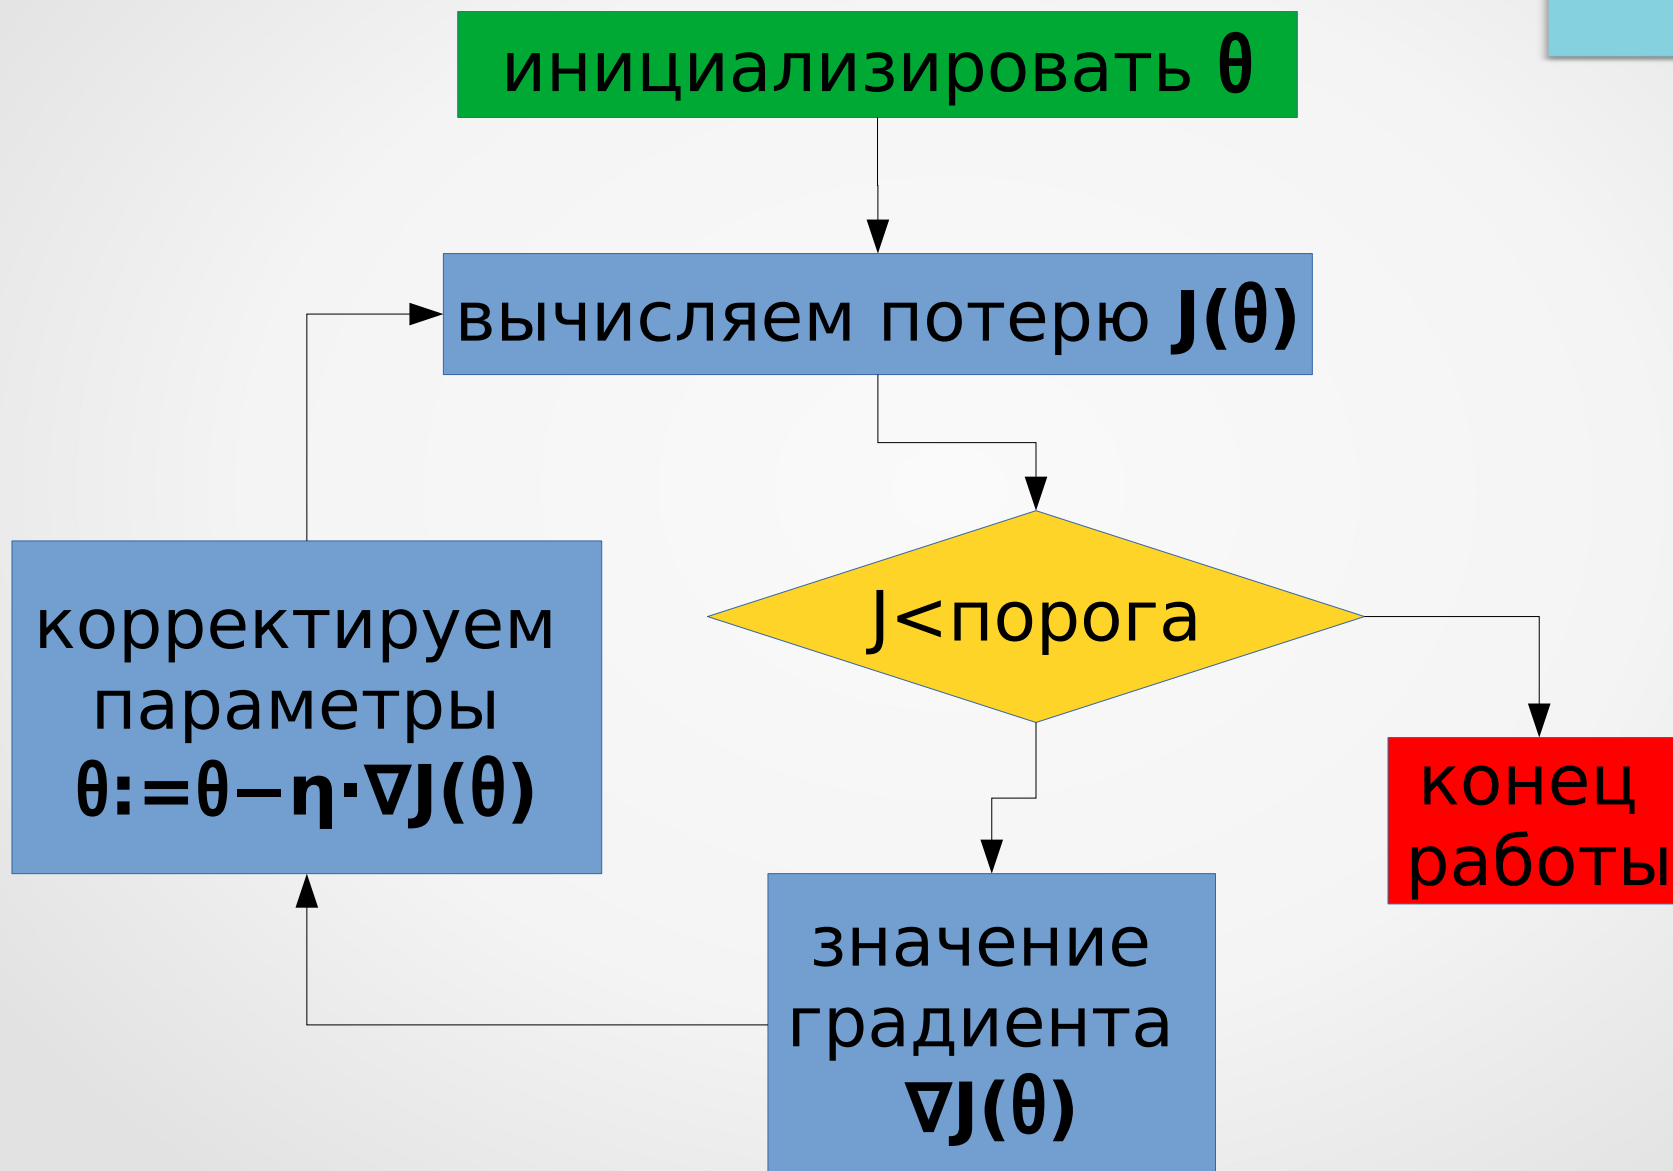 инициализировать θ
вычисляем потерю J(θ)
J<порога
конец
работы
корректируем
параметры
θ:=θ−η·∇J(θ)
значение
градиента
∇J(θ)